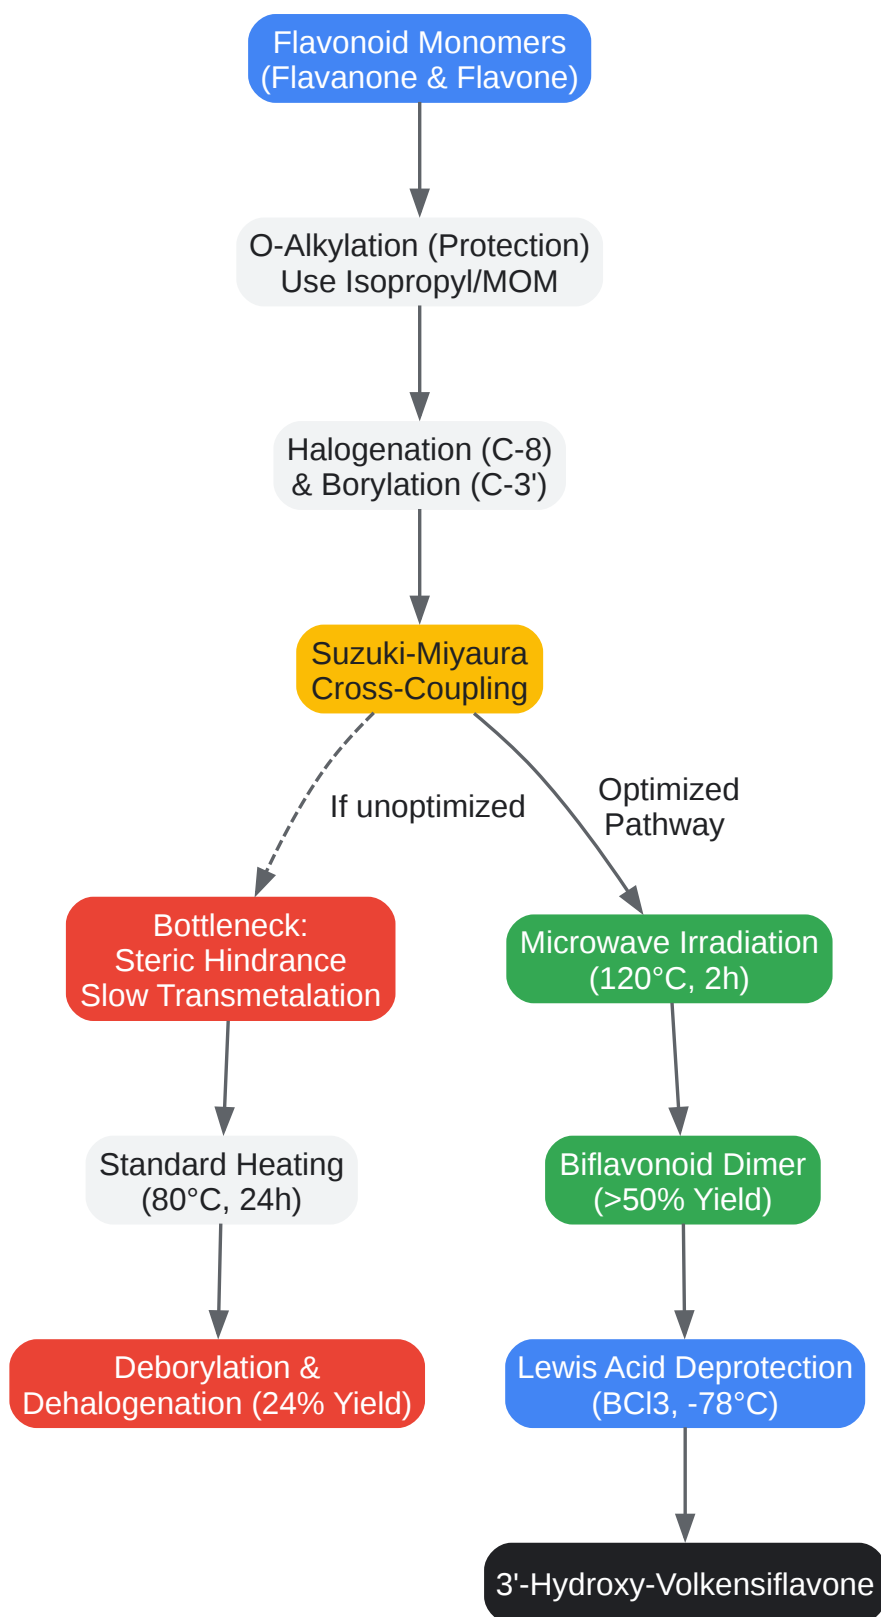 Flavonoid Monomers
(Flavanone & Flavone)
O-Alkylation (Protection)
Use Isopropyl/MOM
Halogenation (C-8)
& Borylation (C-3')
Suzuki-Miyaura
Cross-Coupling
If unoptimized
Optimized
Pathway
Bottleneck:
Steric Hindrance
Slow Transmetalation
Microwave Irradiation
(120°C, 2h)
Standard Heating
(80°C, 24h)
Biflavonoid Dimer
(>50% Yield)
Deborylation &
Dehalogenation (24% Yield)
Lewis Acid Deprotection
(BCl3, -78°C)
3'-Hydroxy-Volkensiflavone